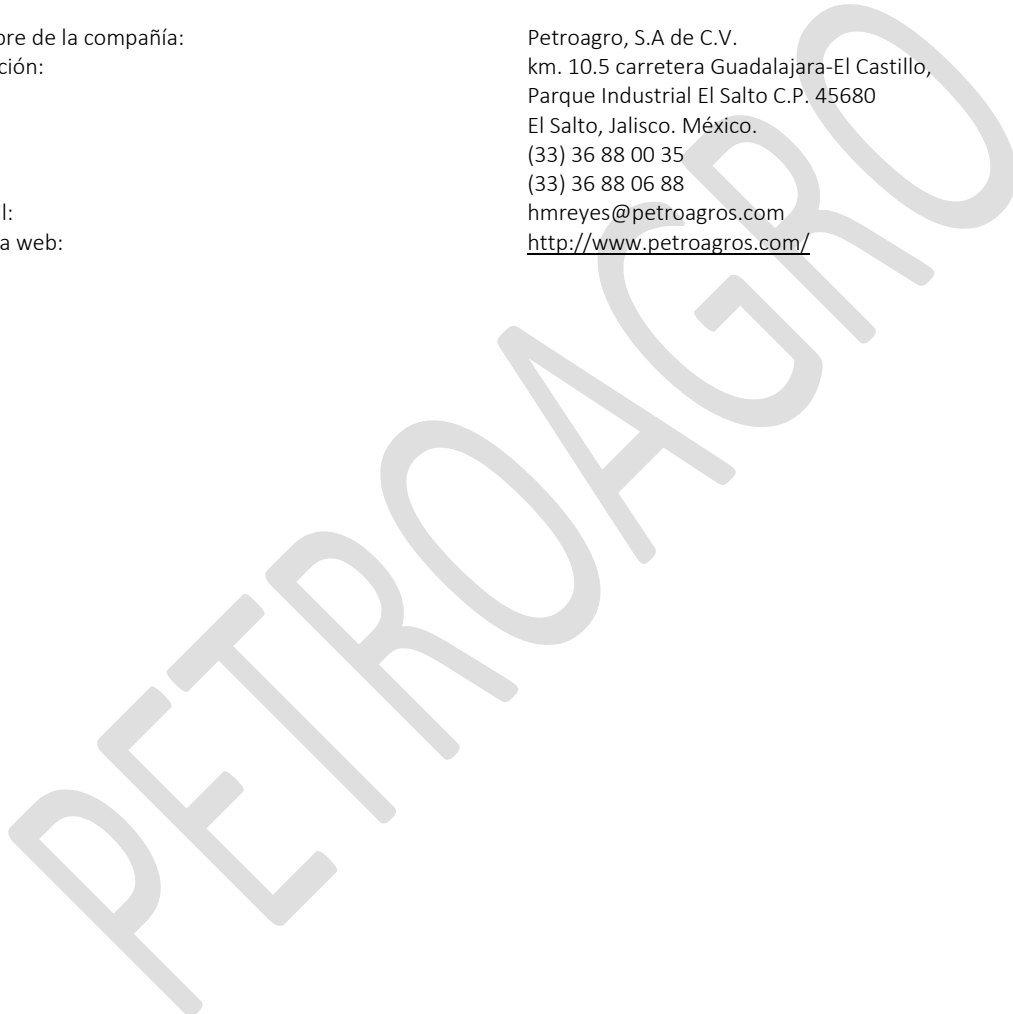 bre de la compañía: Petroagro, S.A de C.V.
ción: km. 10.5 carretera Guadalajara-El Castillo,
Parque Industrial El Salto C.P. 45680
El Salto, Jalisco. México.
(33) 36 88 00 35
(33) 36 88 06 88
l: hmreyes@petroagros.com
a web: http://www.petroagros.com/
PETROAGRO